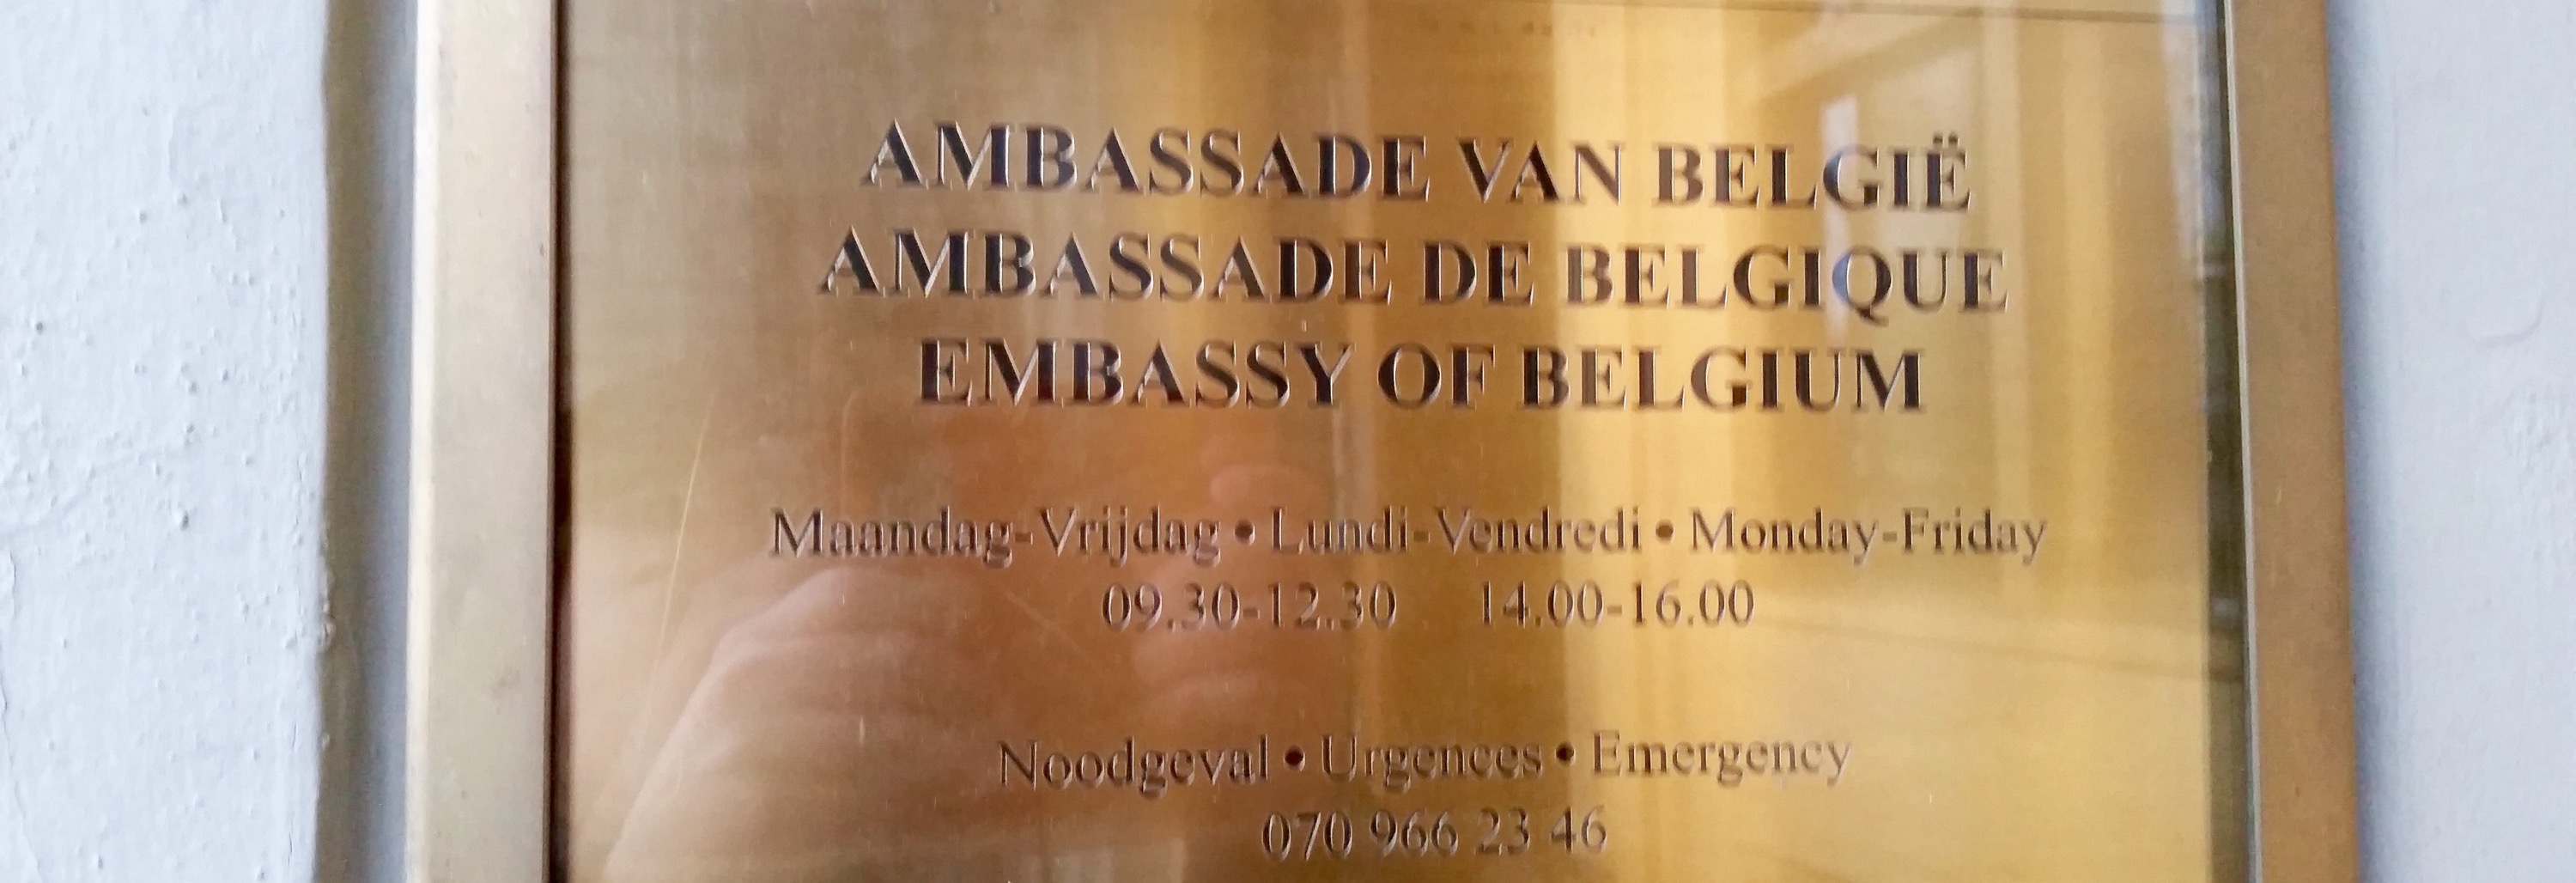 AMBASSADE VAN BELGIË
AMBASSADE DE BELGIQUE
EMBASSY OF BELGIUM
Maandag-Vrijdag • Lundi-Vendredi • Monday-Friday
09.30-12.30 14.00-16.00
Noodgeval • Urgences • Emergency
070 966 23 46